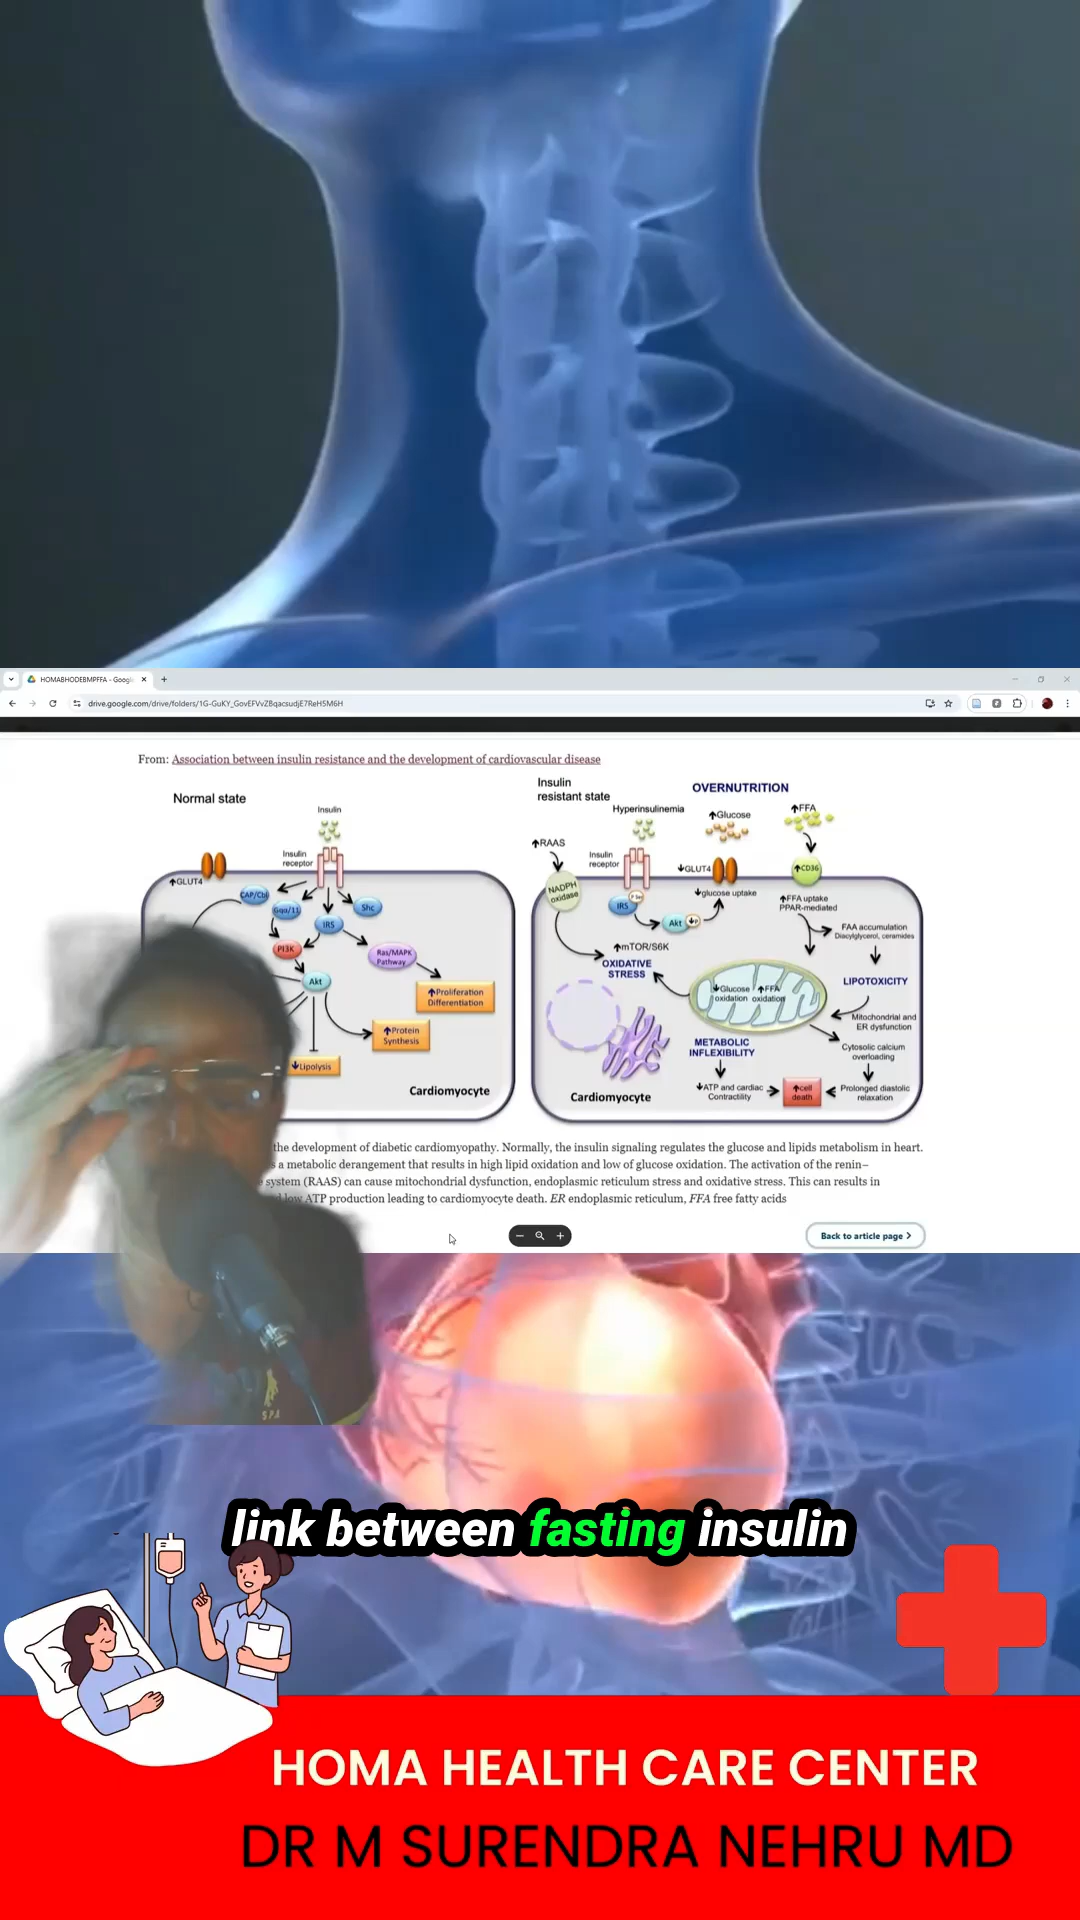 HOMABHODEBMPFFA - Googl
drive.google.com/drive/folders/1G-GuKY_GovEFVvZBqacsudjE7ReH5M6H
From: Association between insulin resistance and the development of cardiovascular disease
Normal state
Insulin
Insulin
receptor
↑GLUT4
CAP/Cbl
Gqα/11
IRS
Shc
PI3K
Ras/MAPK
Pathway
Akt
↑Proliferation
Differentiation
↑Protein
Synthesis
↓Lipolysis
Cardiomyocyte
Insulin
resistant state
OVERNUTRITION
Hyperinsulinemia
↑Glucose
↑FFA
↑RAAS
Insulin
receptor
↓GLUT4
↑CD36
NADPH
oxidase
↓glucose uptake
IRS
P Ser
Akt
↓P
↑FFA uptake
PPAR-mediated
FAA accumulation
Diacylglycerol, ceramides
↑mTOR/S6K
OXIDATIVE
STRESS
LIPOTOXICITY
↓Glucose ↑FFA
oxidation oxidation
Mitochondrial and
ER dysfunction
METABOLIC
INFLEXIBILITY
Cytosolic calcium
overloading
↓ATP and cardiac
Contractility
↑cell
death
Prolonged diastolic
relaxation
Cardiomyocyte
the development of diabetic cardiomyopathy. Normally, the insulin signaling regulates the glucose and lipids metabolism in heart.
a metabolic derangement that results in high lipid oxidation and low of glucose oxidation. The activation of the renin–
system (RAAS) can cause mitochondrial dysfunction, endoplasmic reticulum stress and oxidative stress. This can results in
low ATP production leading to cardiomyocyte death. ER endoplasmic reticulum, FFA free fatty acids
Back to article page >
SPA
link between fasting insulin
HOMA HEALTH CARE CENTER
DR M SURENDRA NEHRU MD